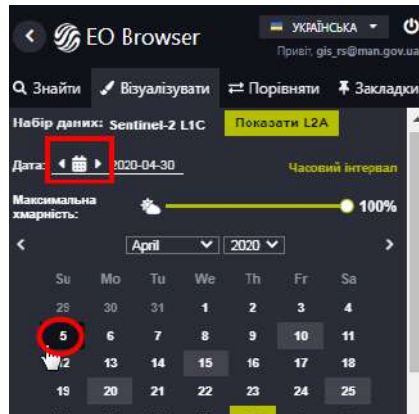 EO Browser
УКРАЇНСЬКА
Привіт, gis_rs@man.gov.ua
Знайти Візуалізувати Порівняти Закладки
Набір даних: Sentinel-2 L1C Показати L2A
Дата: 2020-04-30 Часовий інтервал
Максимальна хмарність: 100%
April 2020
Su Mo Tu We Th Fr Sa
29 30 31 1 2 3 4
5 6 7 8 9 10 11
12 13 14 15 16 17 18
19 20 21 22 23 24 25